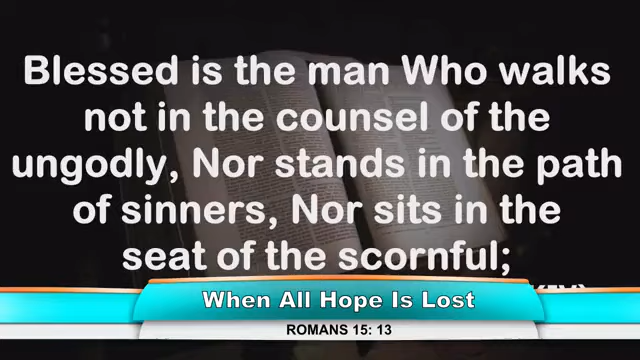 Blessed is the man Who walks
not in the counsel of the
ungodly, Nor stands in the path
of sinners, Nor sits in the
seat of the scornful;
When All Hope Is Lost
ROMANS 15: 13